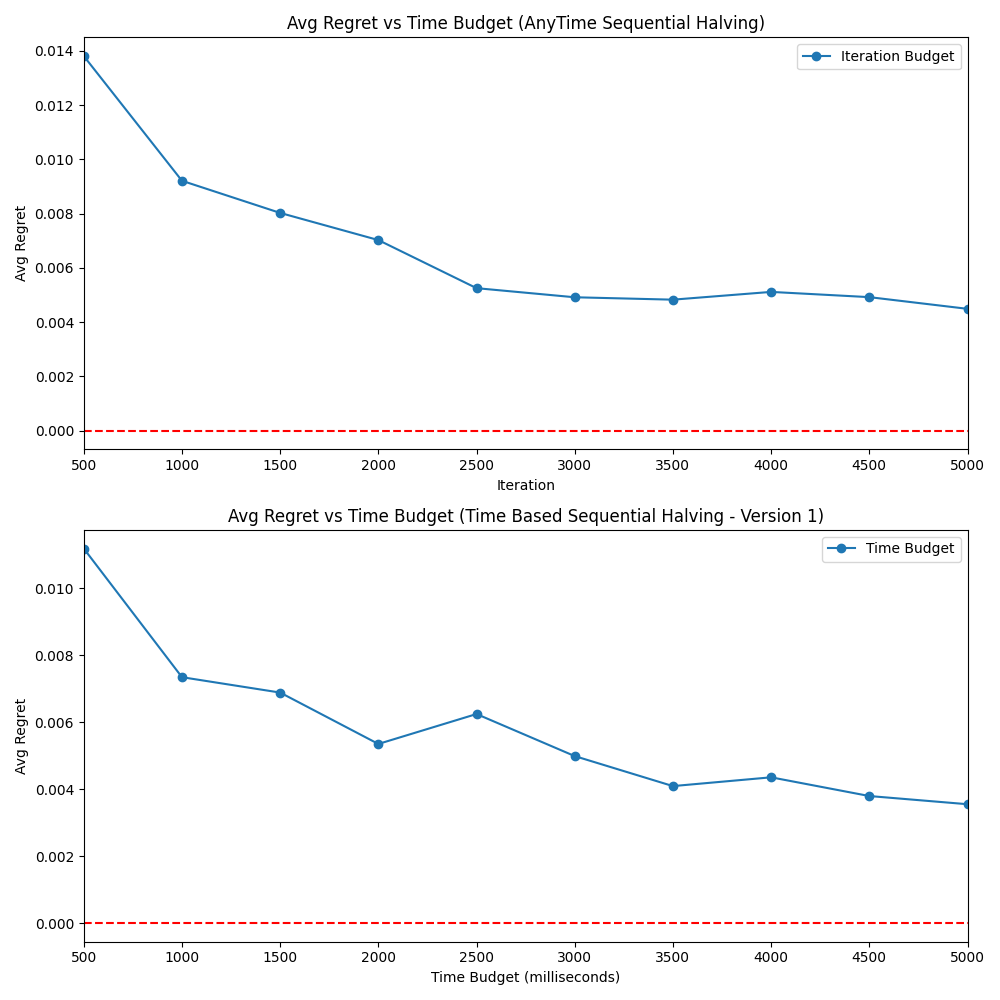 Avg Regret vs Time Budget (AnyTime Sequential Halving)
Iteration Budget
Avg Regret
0.014
0.012
0.010
0.008
0.006
0.004
0.002
0.000
500 1000 1500 2000 2500 3000 3500 4000 4500 5000
Iteration
Avg Regret vs Time Budget (Time Based Sequential Halving - Version 1)
Time Budget
Avg Regret
0.010
0.008
0.006
0.004
0.002
0.000
500 1000 1500 2000 2500 3000 3500 4000 4500 5000
Time Budget (milliseconds)